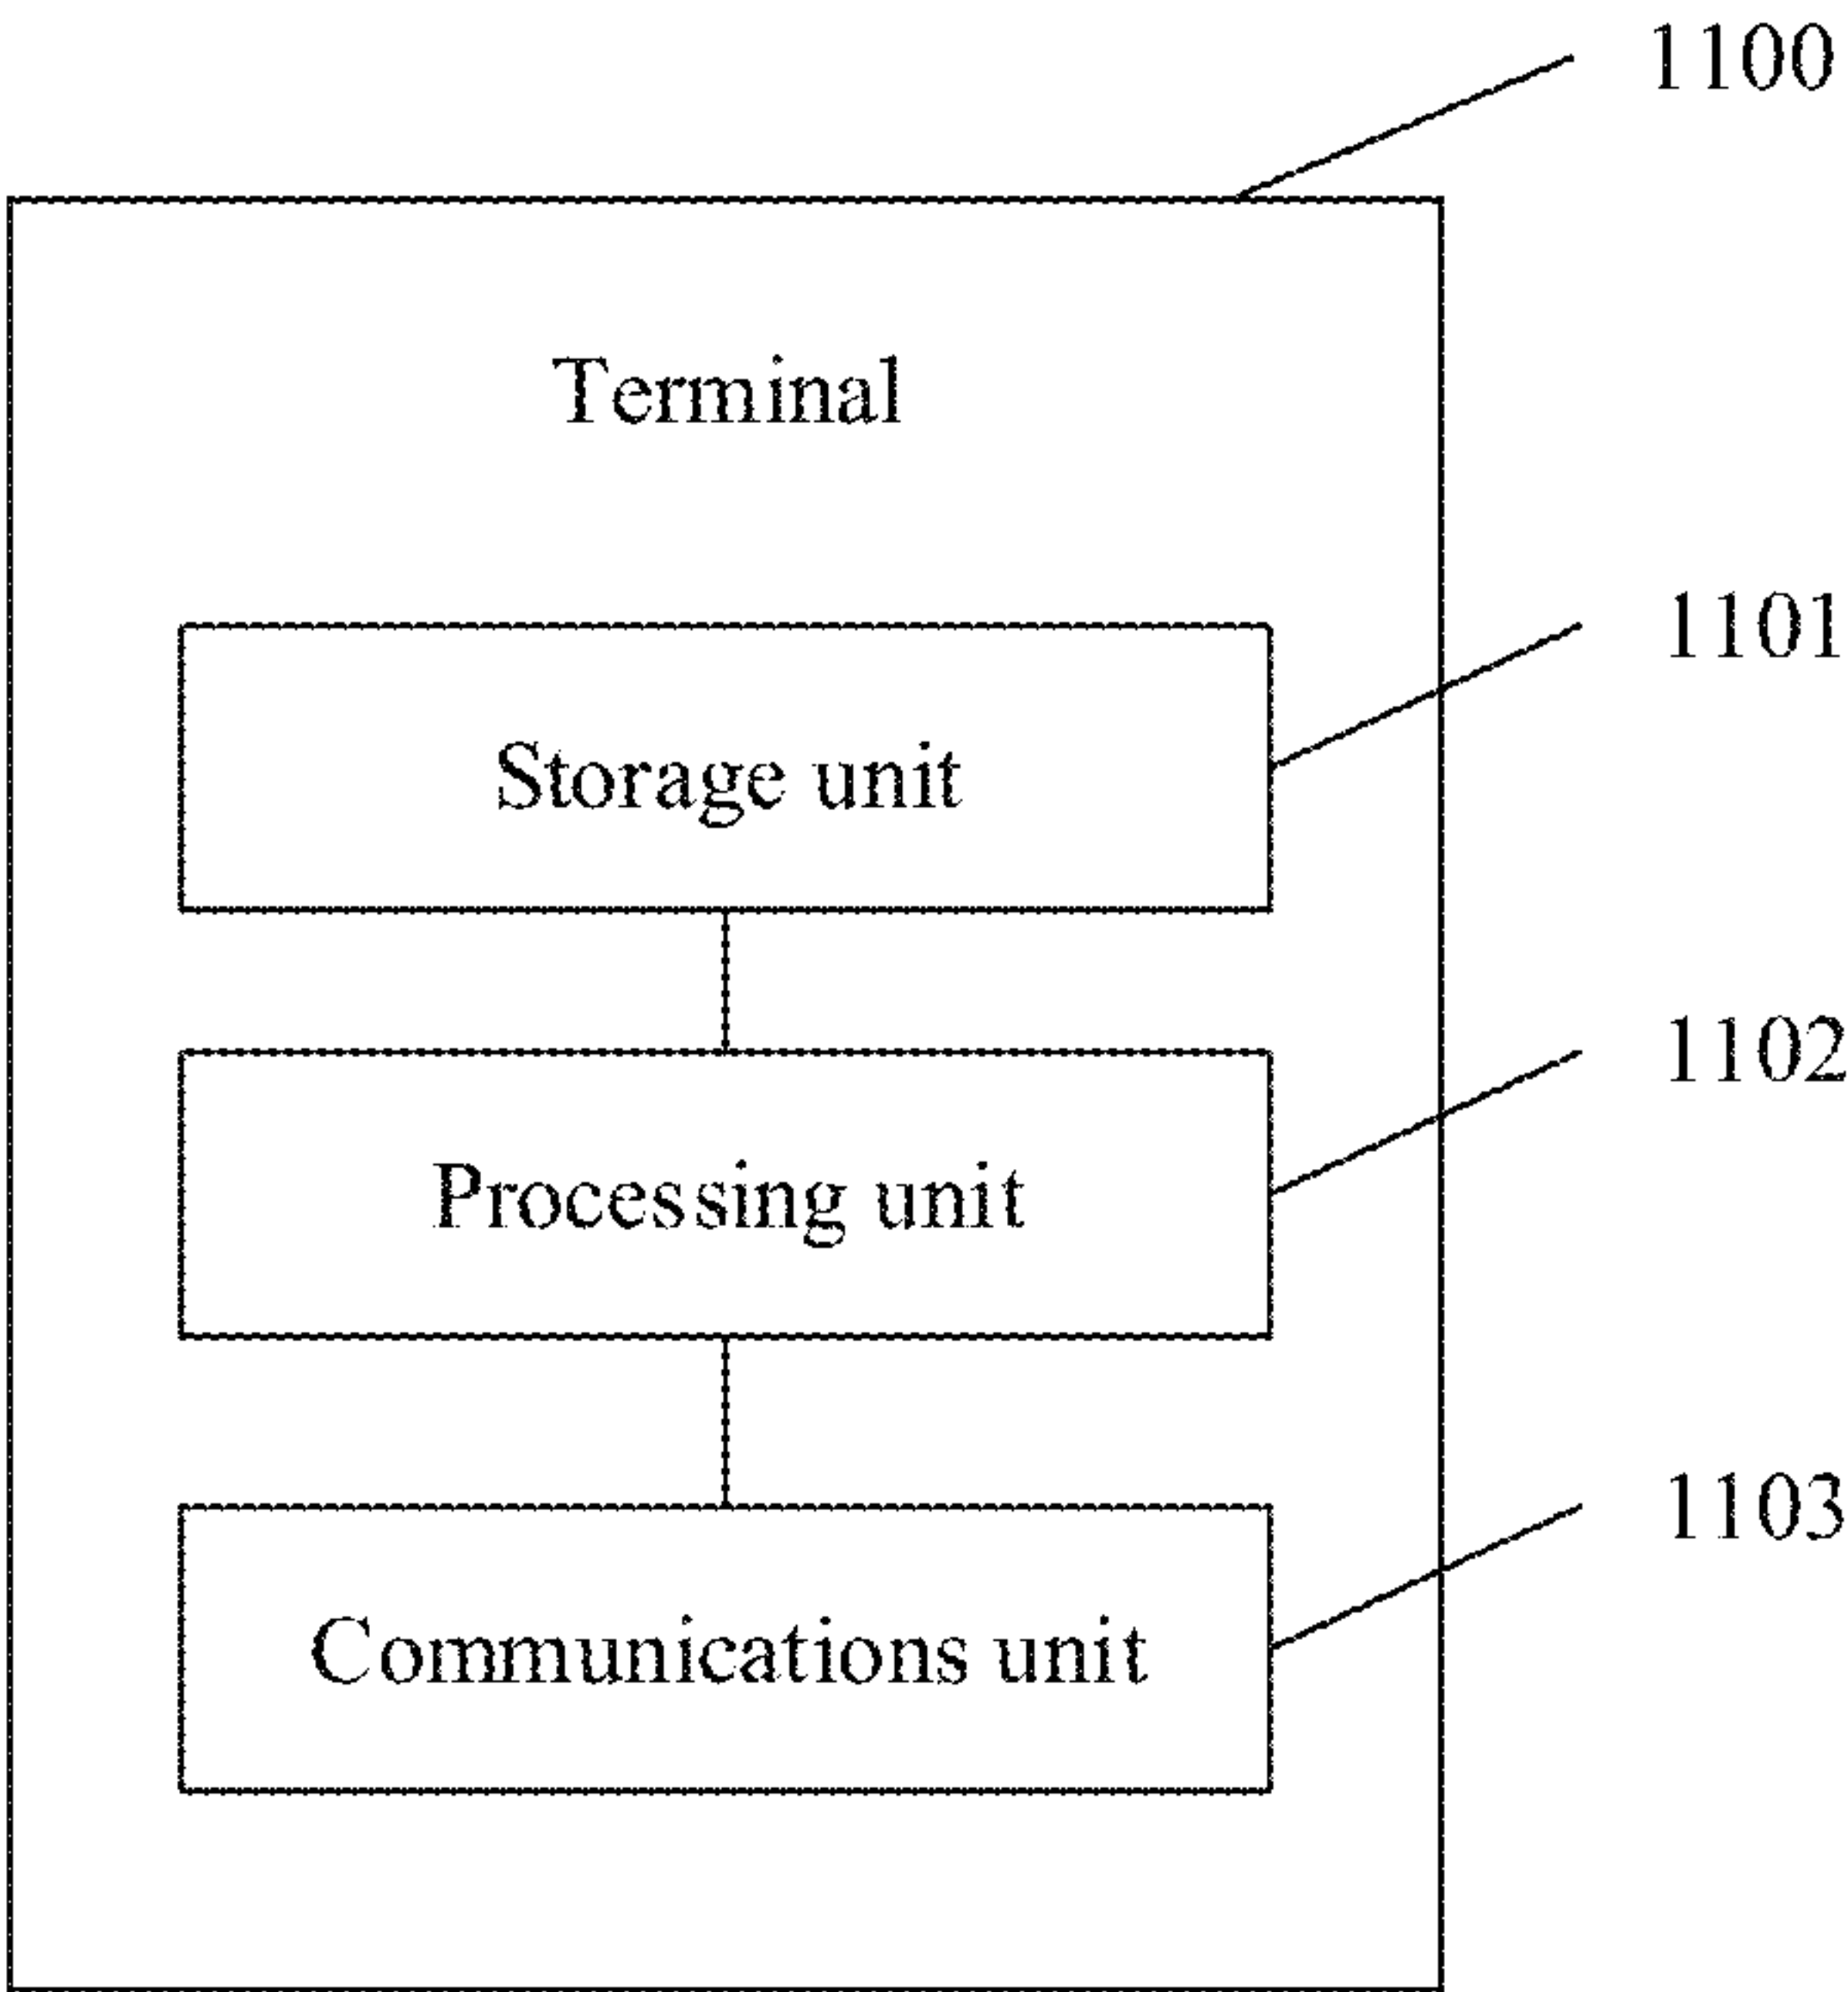 1100
Terminal
1101
Storage unit
1102
Processing unit
1103
Communications unit